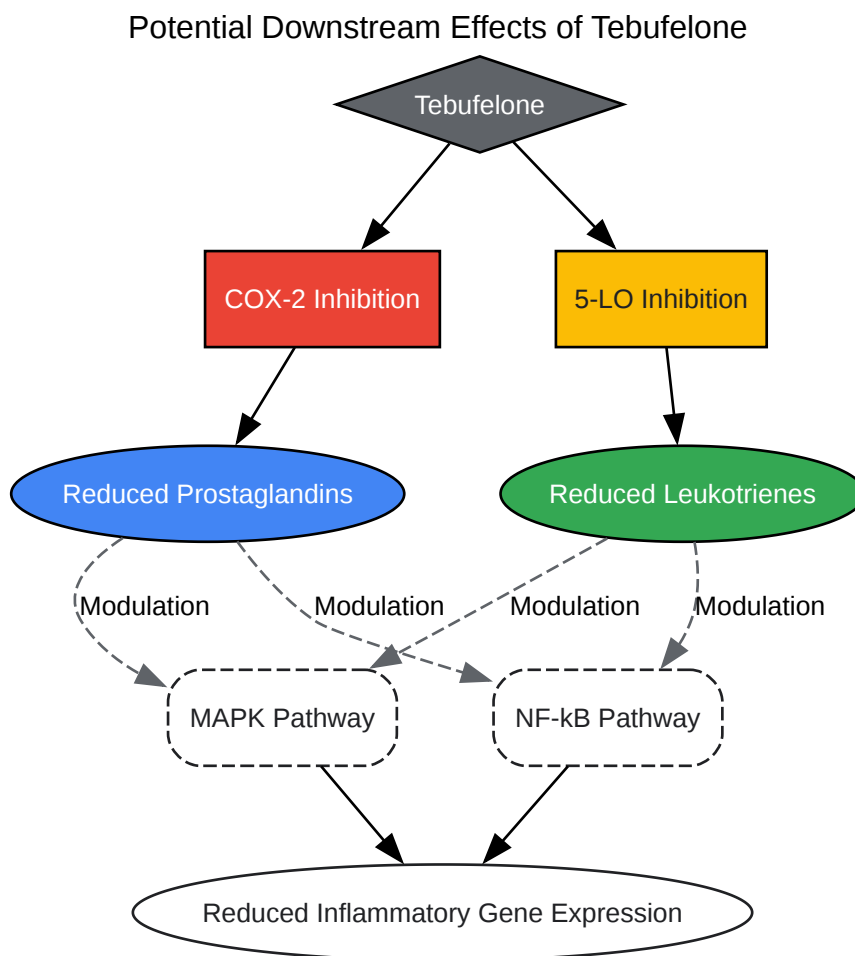 Potential Downstream Effects of Tebufelone
Tebufelone
COX-2 Inhibition
5-LO Inhibition
Reduced Prostaglandins
Reduced Leukotrienes
Modulation
Modulation
Modulation
Modulation
MAPK Pathway
NF-kB Pathway
Reduced Inflammatory Gene Expression